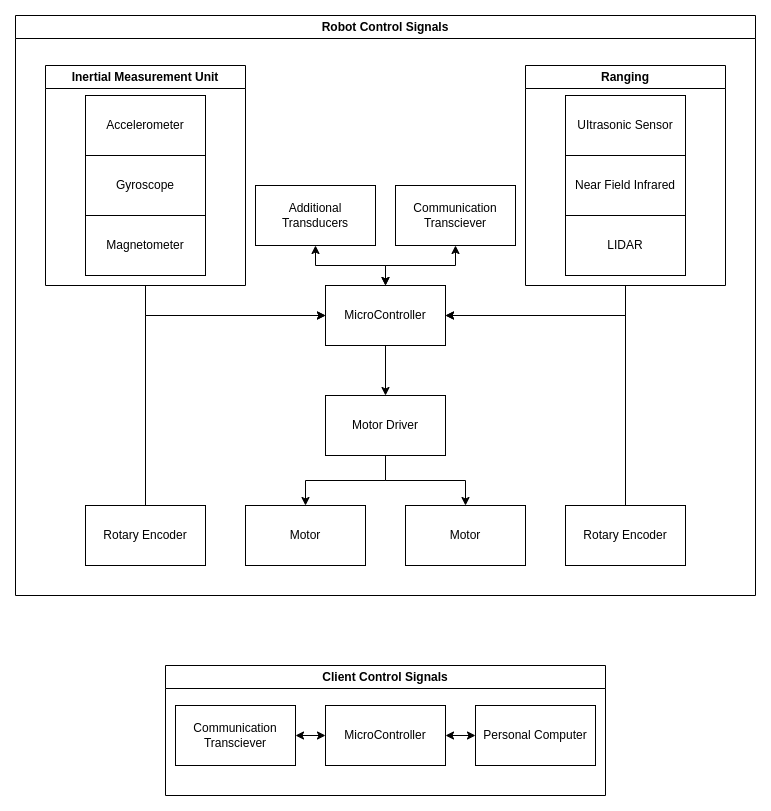 Robot Control Signals
Inertial Measurement Unit
Accelerometer
Gyroscope
Magnetometer
Additional
Transducers
Communication
Transciever
Ranging
Ultrasonic Sensor
Near Field Infrared
LIDAR
MicroController
Motor Driver
Rotary Encoder
Motor
Motor
Rotary Encoder
Client Control Signals
Communication
Transciever
MicroController
Personal Computer